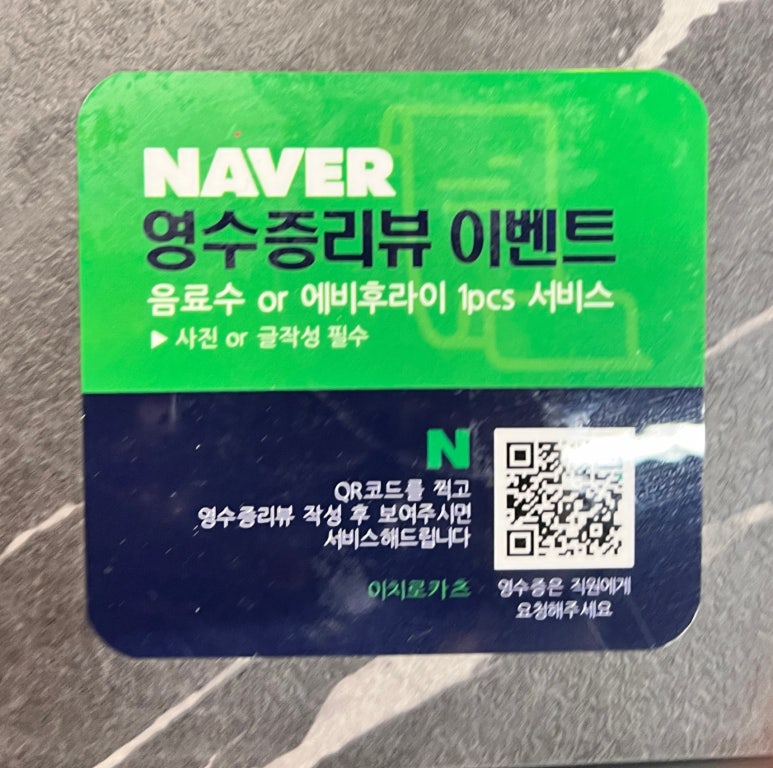 NAVER
영수증리뷰 이벤트
음료수 or 에비후라이 1pcs 서비스
▶ 사진 or 글작성 필수
N
QR코드를 찍고
영수증리뷰 작성 후 보여주시면
서비스해드립니다
이치로카츠
영수증은 직원에게
요청해주세요